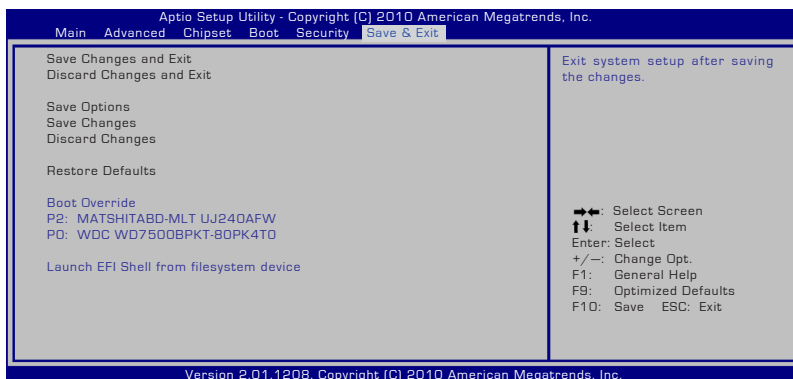 Aptio Setup Utility - Copyright (C) 2010 American Megatrends, Inc.
Main Advanced Chipset Boot Security Save & Exit
Save Changes and Exit
Discard Changes and Exit
Save Options
Save Changes
Discard Changes
Restore Defaults
Boot Override
P2: MATSHITABD-MLT UJ240AFW
P0: WDC WD7500BPKT-80PK4T0
Launch EFI Shell from filesystem device
Exit system setup after saving
the changes.
→←: Select Screen
↑↓: Select Item
Enter: Select
+/—: Change Opt.
F1: General Help
F9: Optimized Defaults
F10: Save ESC: Exit
Version 2.01.1208. Copyright (C) 2010 American Megatrends, Inc.